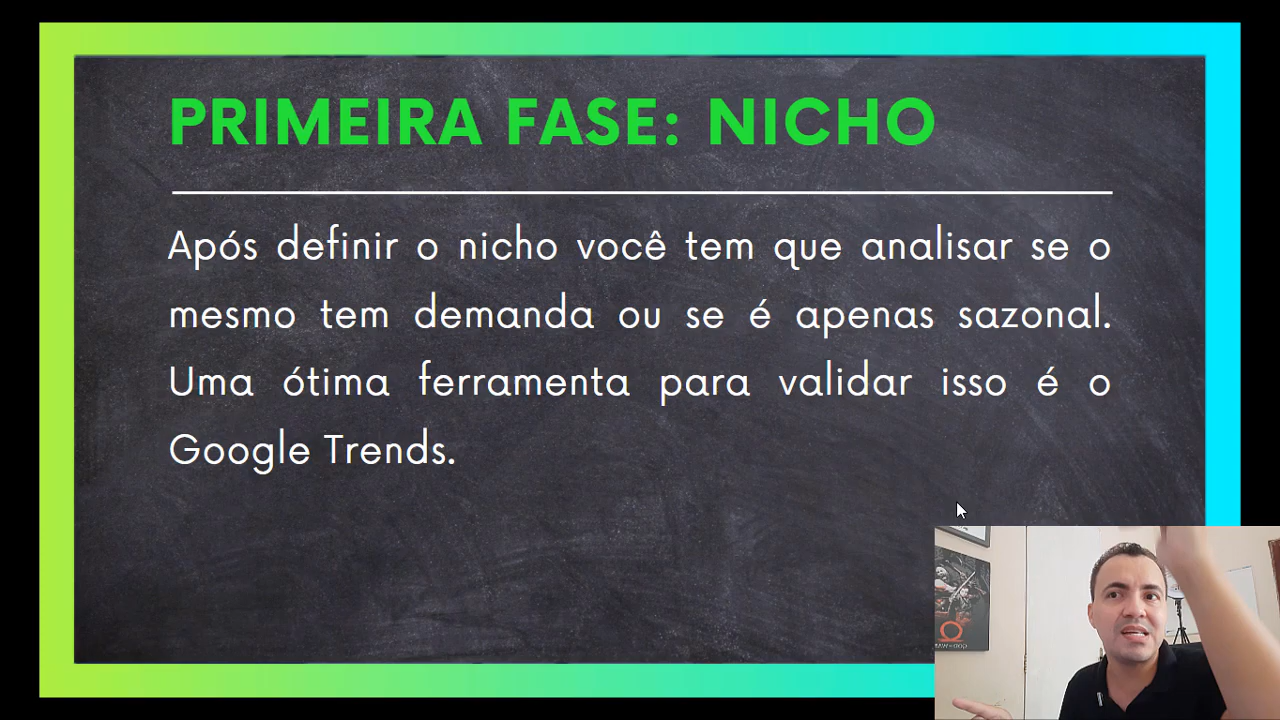 PRIMEIRA FASE: NICHO
Após definir o nicho você tem que analisar se o
mesmo tem demanda ou se é apenas sazonal.
Uma ótima ferramenta para validar isso é o
Google Trends.